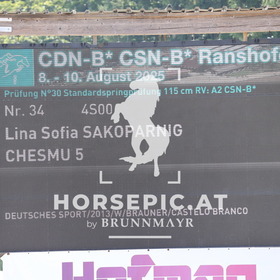 CDN-B* CSN-B* Ranshofe
8. - 10. August 2025
Prüfung N°30 Standardspringprüfung 115 cm RV: A2 CSN-B*
Nr. 34 4S00
Lina Sofia SAKOPARNIG
CHESMU 5
HORSEPIC.AT
DEUTSCHES SPORT/2013/W/BRAUNER/CASTELO BRANCO
by BRUNNMAYR